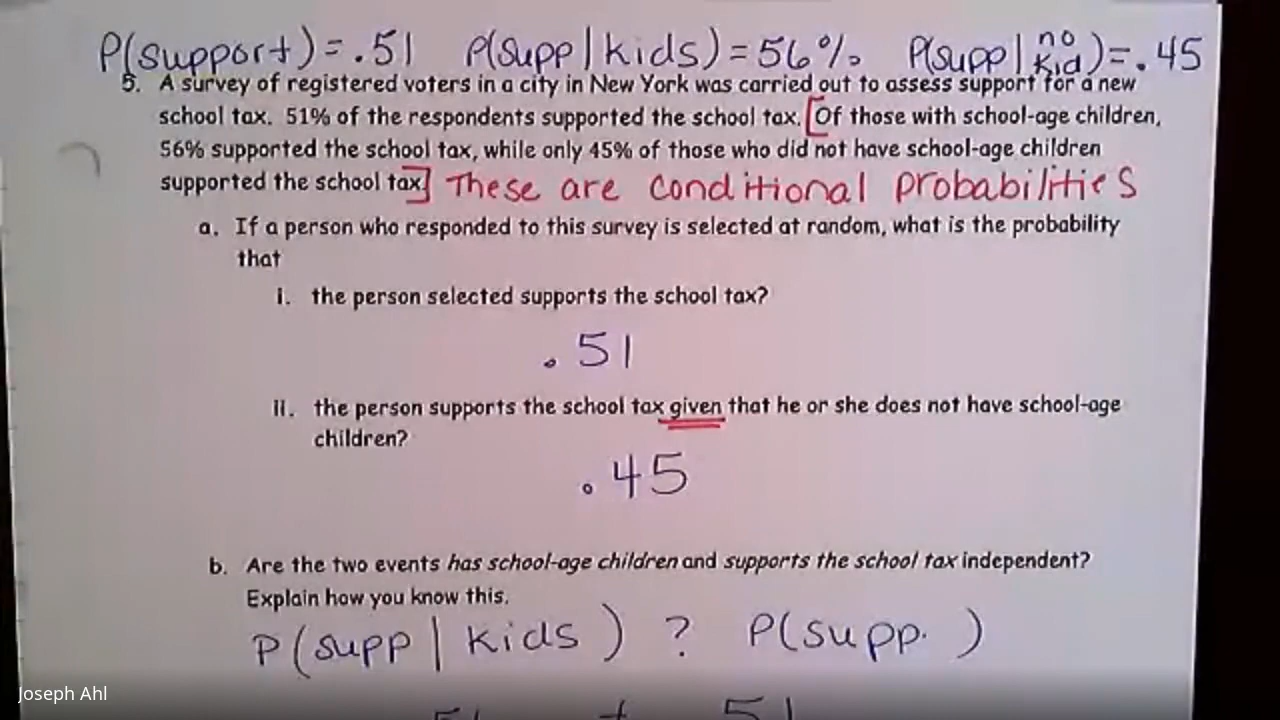 P(support) = .51 P(supp | kids) = 56% P(supp | no kid) = .45
5. A survey of registered voters in a city in New York was carried out to assess support for a new
school tax. 51% of the respondents supported the school tax. [Of those with school-age children,
56% supported the school tax, while only 45% of those who did not have school-age children
supported the school tax] These are conditional probabilities
a. If a person who responded to this survey is selected at random, what is the probability
that
i. the person selected supports the school tax?
.51
ii. the person supports the school tax given that he or she does not have school-age
children?
.45
b. Are the two events has school-age children and supports the school tax independent?
Explain how you know this.
P(supp | kids) ? P(supp.)
Joseph Ahl